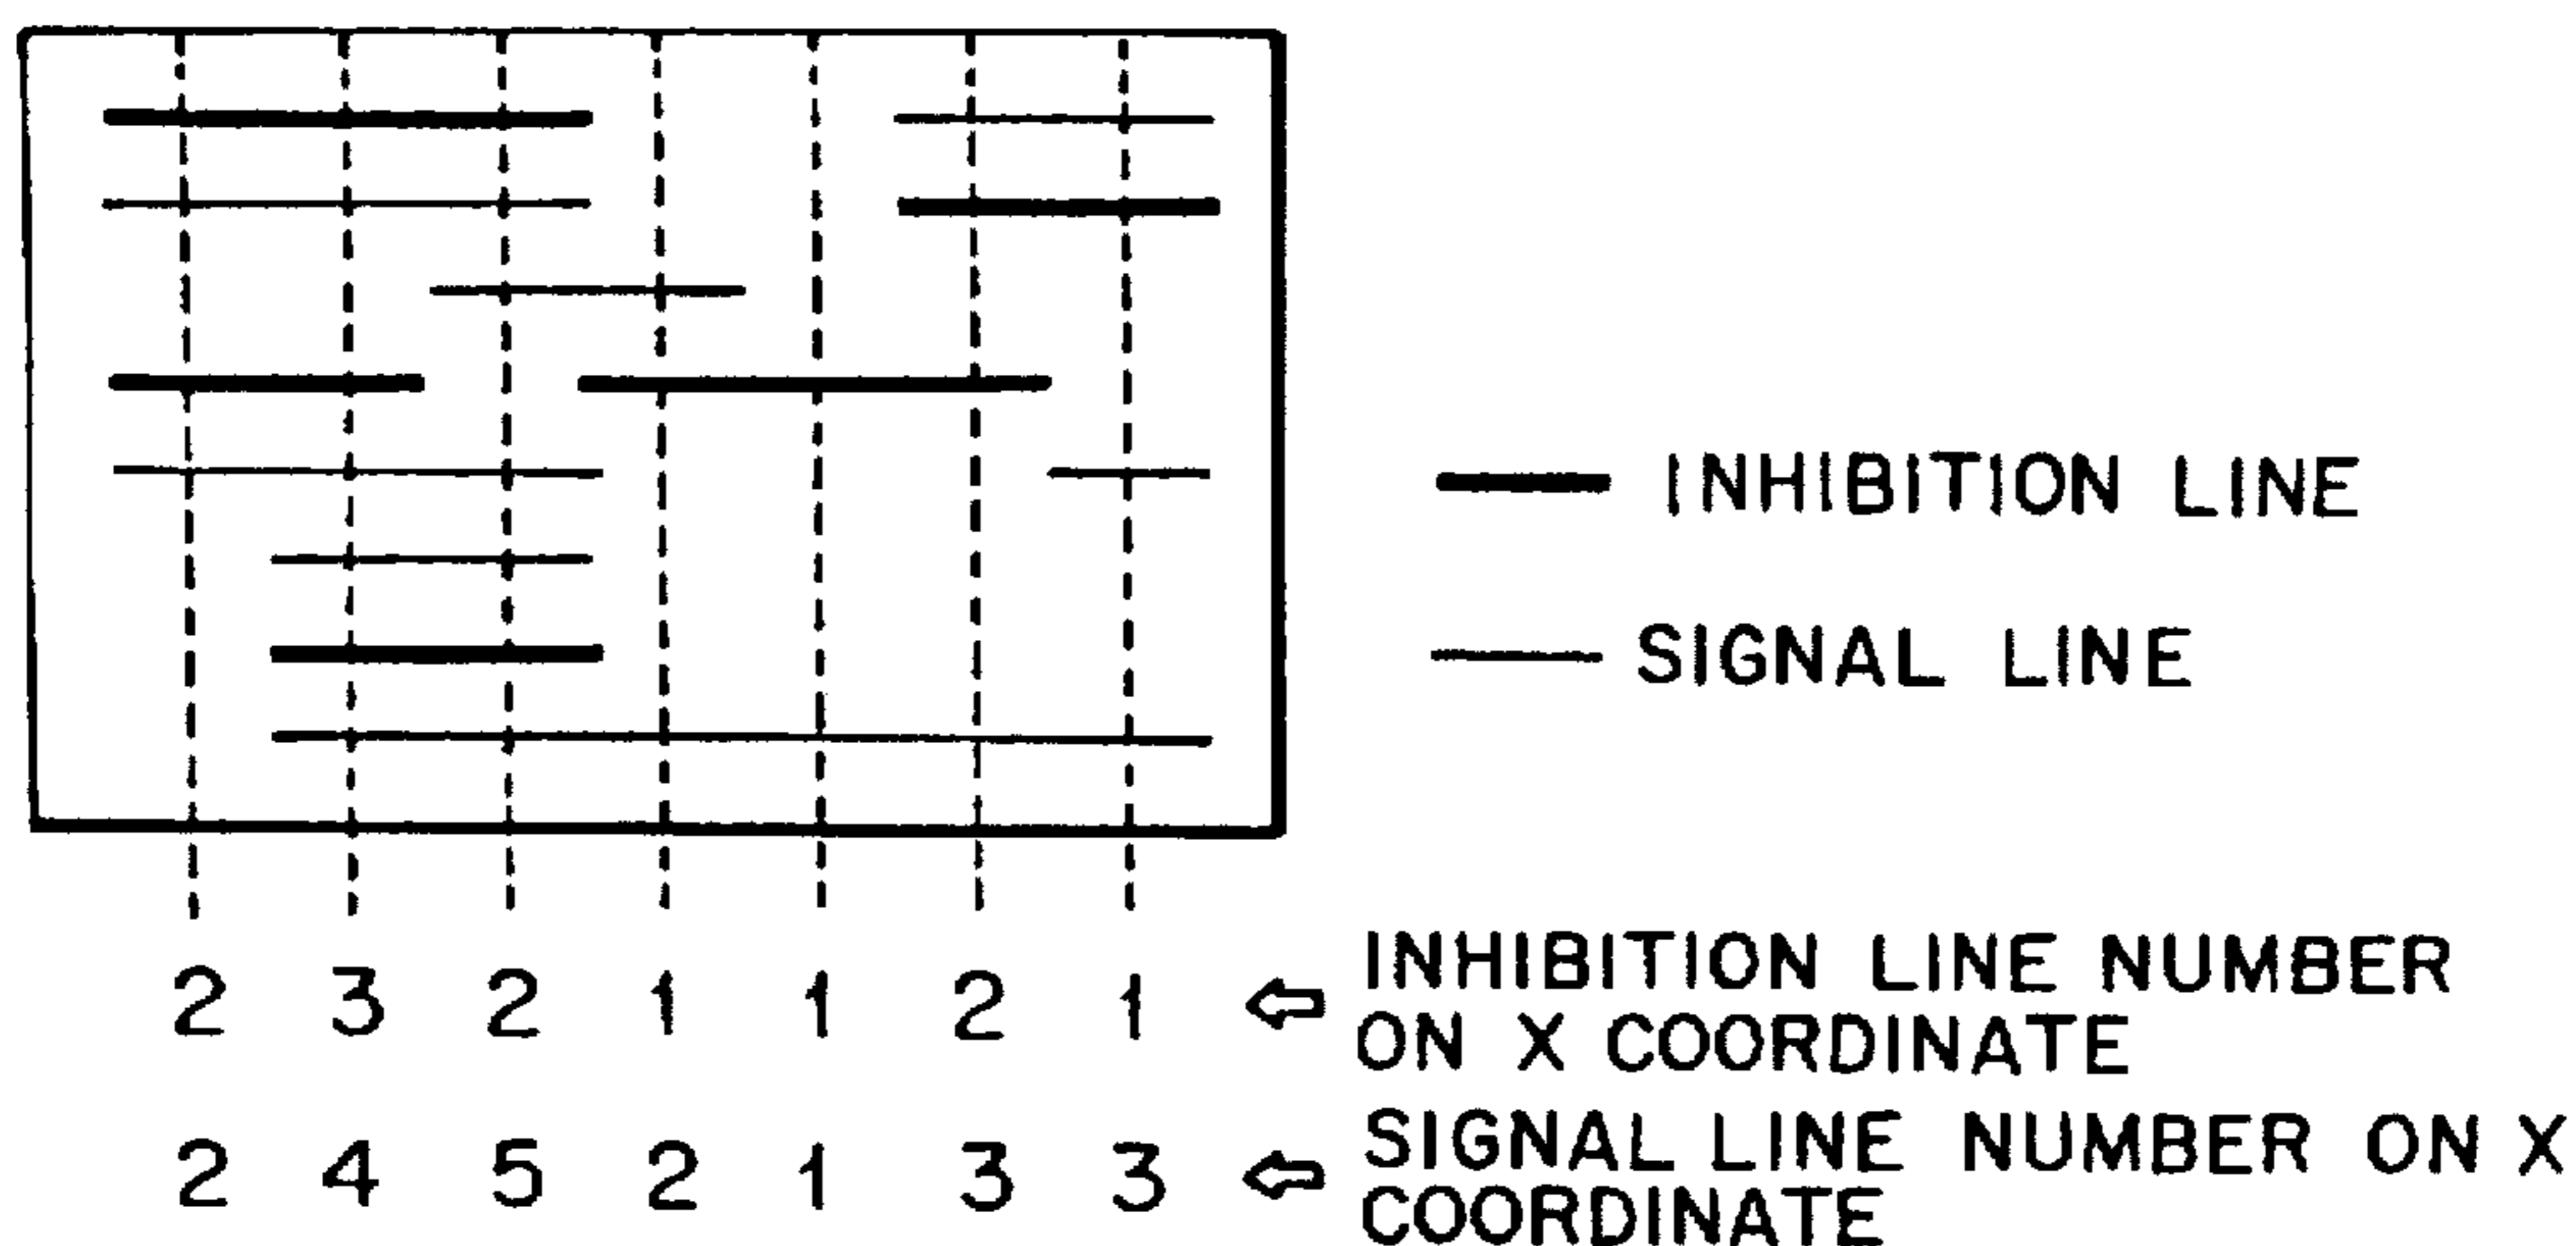 INHIBITION LINE
SIGNAL LINE
2 3 2 1 1 2 1 INHIBITION LINE NUMBER
ON X COORDINATE
2 4 5 2 1 3 3 SIGNAL LINE NUMBER ON X
COORDINATE